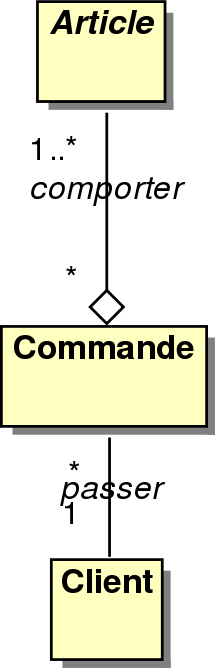 Article
1..*
comporter
*
Commande
*
passer
1
Client